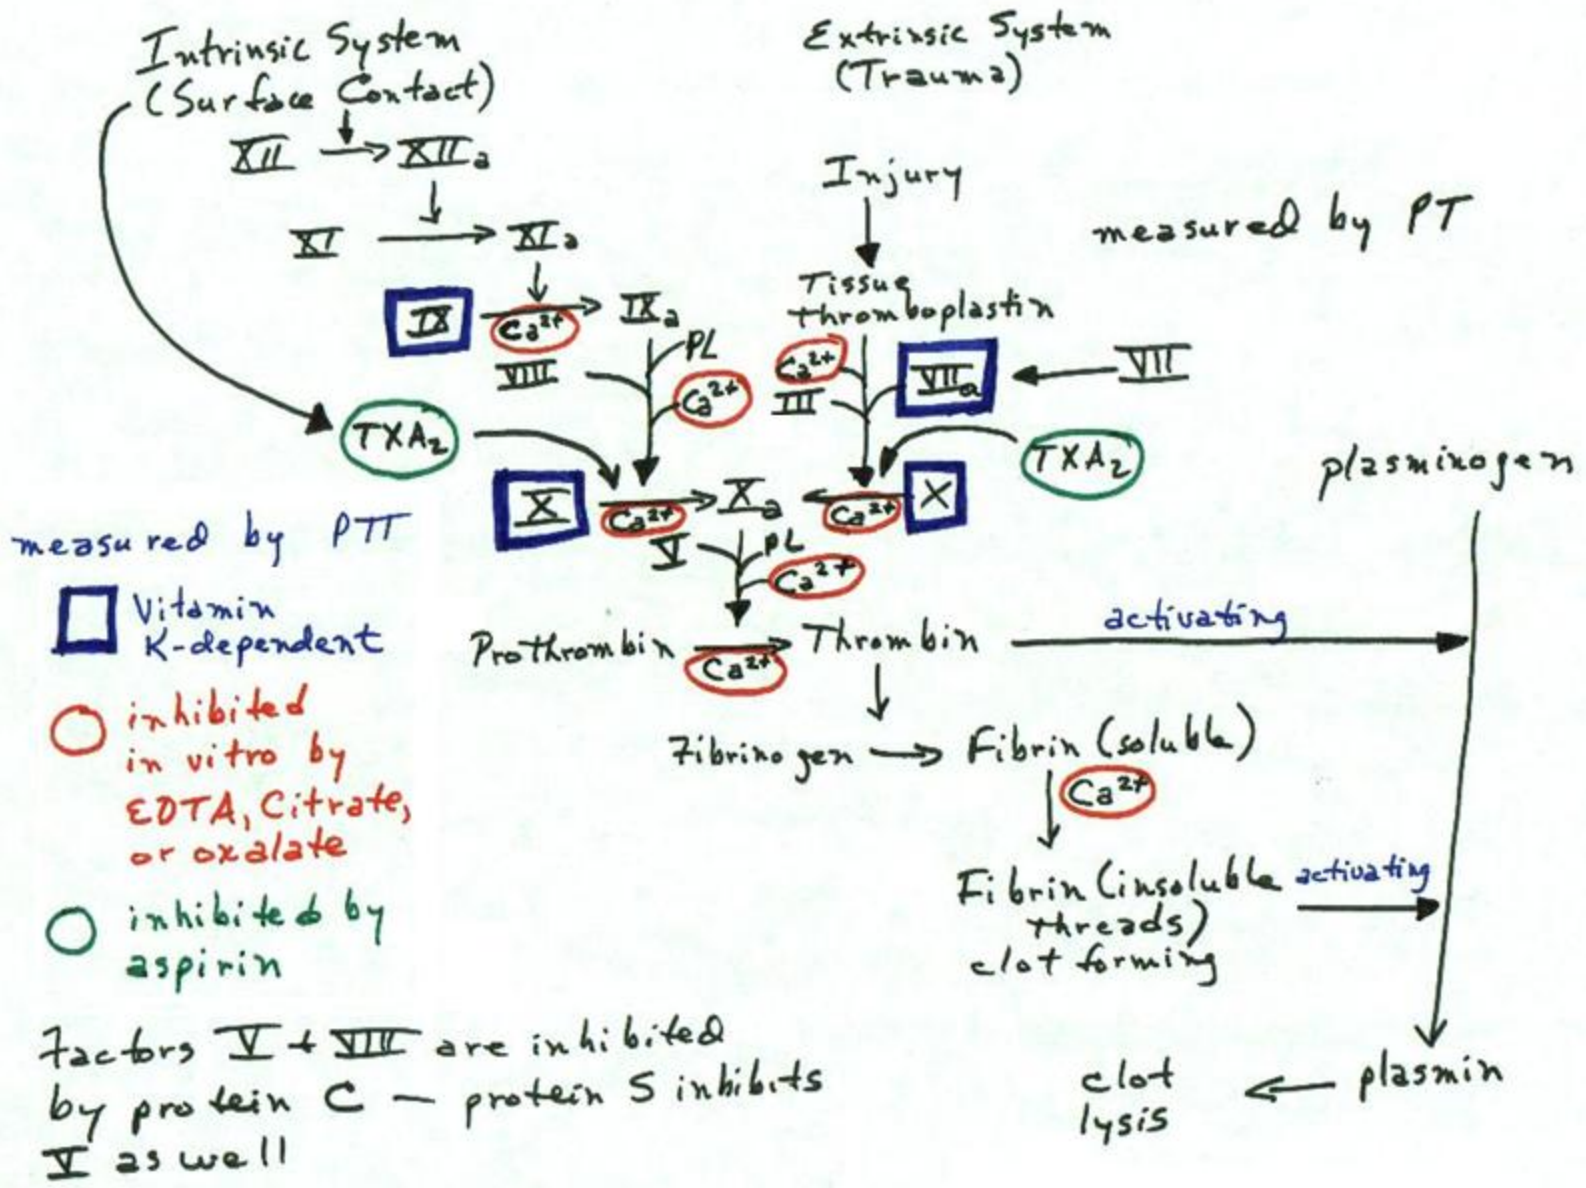 Intrinsic System
(Surface Contact)
Extrinsic System
(Trauma)
XII
XIIa
Injury
measured by PT
XI
XIa
Tissue
Thromboplastin
IX
Ca2+
IXa
PL
VIII
Ca2+
Ca2+
III
VIIa
VII
TXA2
TXA2
plasminogen
X
Ca2+
Xa
Ca2+
X
measured by PTT
V
PL
Ca2+
Vitamin
K-dependent
Prothrombin
Ca2+
Thrombin
activating
inhibited
in vitro by
EDTA, Citrate,
or oxalate
Fibrinogen
Fibrin (soluble)
Ca2+
Fibrin (insoluble
threads)
clot forming
activating
inhibited by
aspirin
Factors V + VIII are inhibited
by protein C — protein S inhibits
V as well
plasmin
clot
lysis